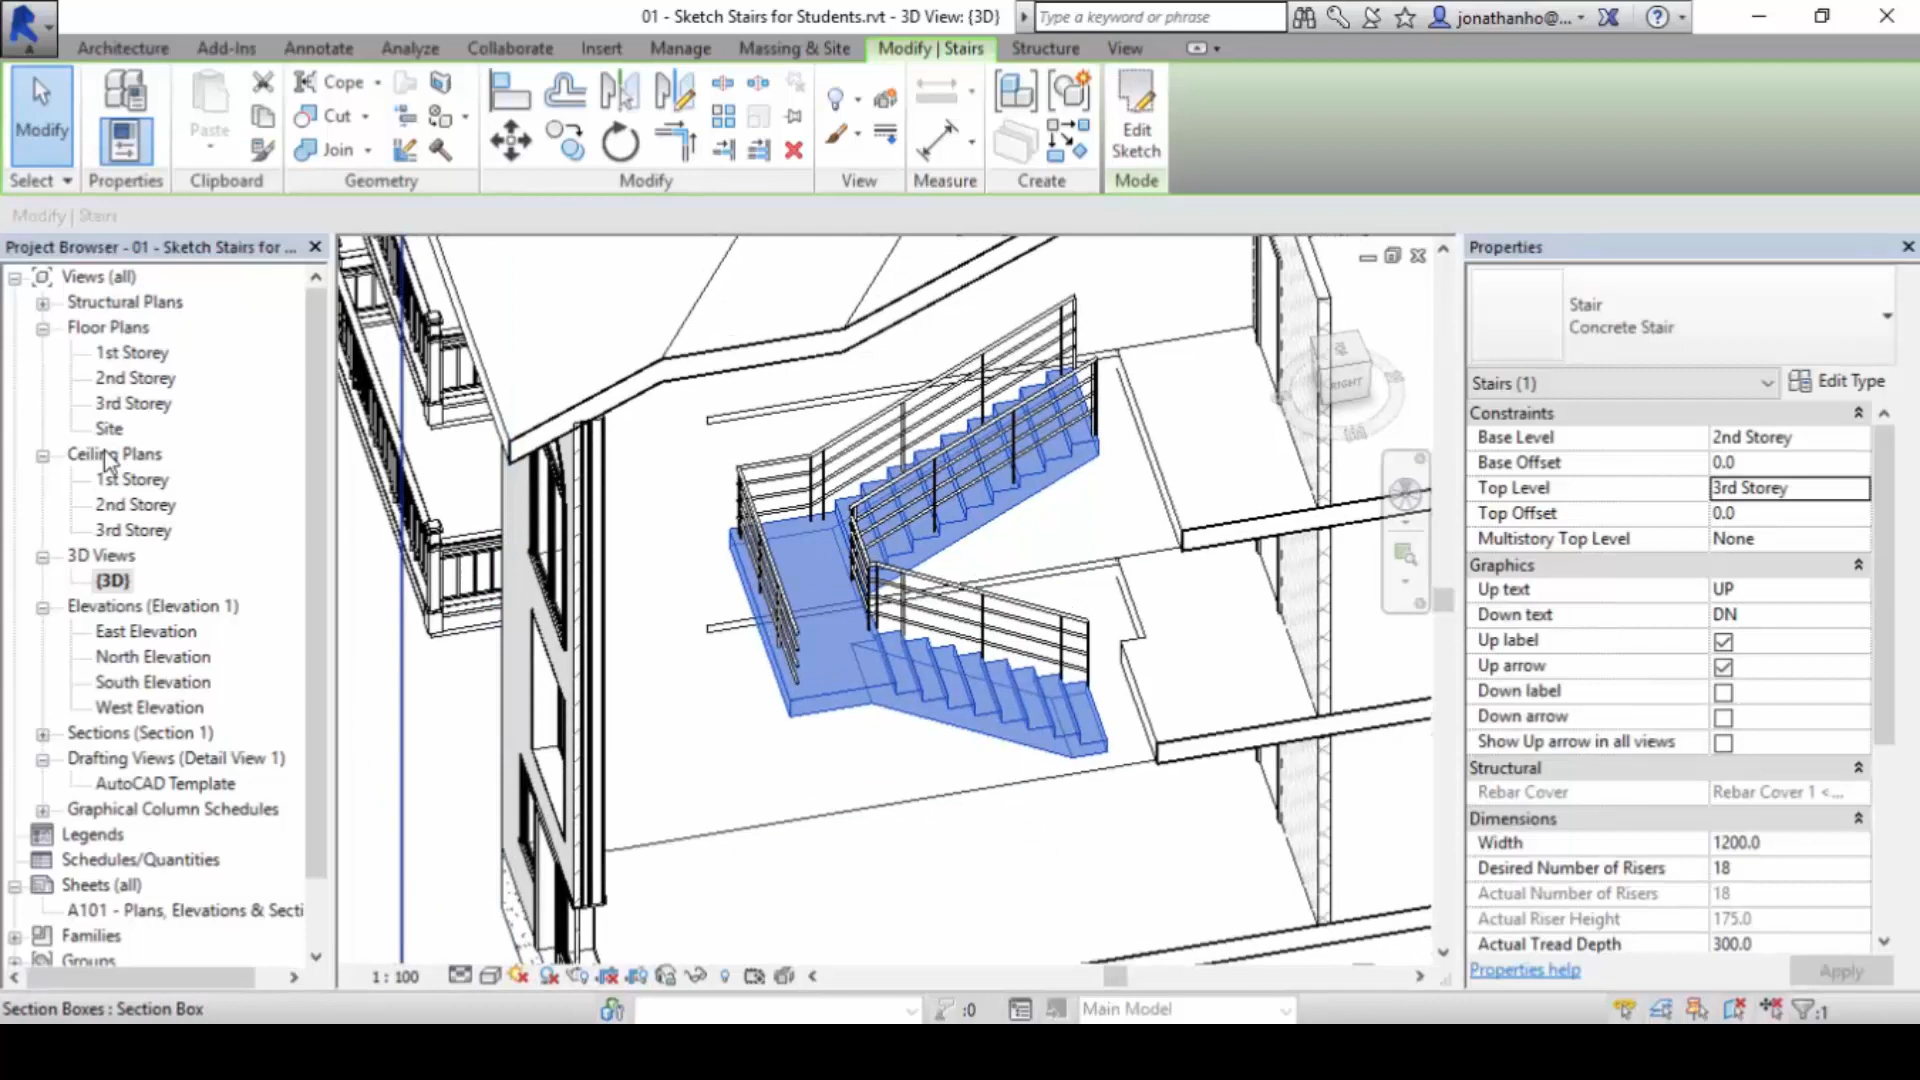 01 - Sketch Stairs for Students.rvt - 3D View: {3D}
Type a keyword or phrase
jonathanho@...
Architecture Add-Ins Annotate Analyze Collaborate Insert Manage Massing & Site Modify | Stairs Structure View
Modify
Paste
Cope
Cut
Join
Edit
Sketch
Select Properties Clipboard Geometry Modify View Measure Create Mode
Modify | Stairs
Project Browser - 01 - Sketch Stairs for ...
Views (all)
Structural Plans
Floor Plans
1st Storey
2nd Storey
3rd Storey
Site
Ceiling Plans
1st Storey
2nd Storey
3rd Storey
3D Views
{3D}
Elevations (Elevation 1)
East Elevation
North Elevation
South Elevation
West Elevation
Sections (Section 1)
Drafting Views (Detail View 1)
AutoCAD Template
Graphical Column Schedules
Legends
Schedules/Quantities
Sheets (all)
A101 - Plans, Elevations & Secti
Families
Groups
RIGHT
1 : 100
Properties
Stair
Concrete Stair
Stairs (1) Edit Type
Constraints
Base Level 2nd Storey
Base Offset 0.0
Top Level 3rd Storey
Top Offset 0.0
Multistory Top Level None
Graphics
Up text UP
Down text DN
Up label
Up arrow
Down label
Down arrow
Show Up arrow in all views
Structural
Rebar Cover Rebar Cover 1 <...
Dimensions
Width 1200.0
Desired Number of Risers 18
Actual Number of Risers 18
Actual Riser Height 175.0
Actual Tread Depth 300.0
Properties help Apply
Section Boxes : Section Box :0 Main Model :1